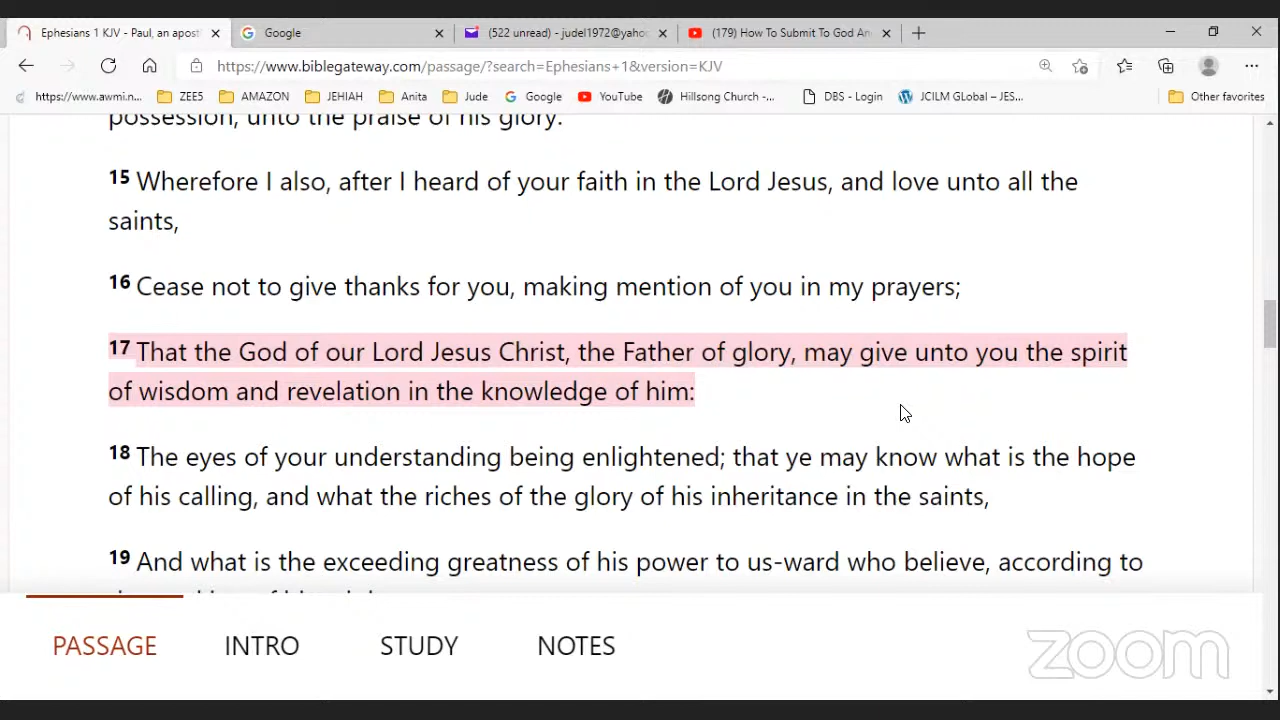 Ephesians 1 KJV - Paul, an apost
Google
(522 unread) - judel1972@yaho
(179) How To Submit To God An
https://www.biblegateway.com/passage/?search=Ephesians+1&version=KJV
https://www.awmi.n...
ZEE5
AMAZON
JEHIAH
Anita
Jude
Google
YouTube
Hillsong Church -...
DBS - Login
JCILM GLobal – JES...
Other favorites
possession, unto the praise of his glory.
15 Wherefore I also, after I heard of your faith in the Lord Jesus, and love unto all the
saints,
16 Cease not to give thanks for you, making mention of you in my prayers;
17 That the God of our Lord Jesus Christ, the Father of glory, may give unto you the spirit
of wisdom and revelation in the knowledge of him:
18 The eyes of your understanding being enlightened; that ye may know what is the hope
of his calling, and what the riches of the glory of his inheritance in the saints,
19 And what is the exceeding greatness of his power to us-ward who believe, according to
PASSAGE
INTRO
STUDY
NOTES
zoom